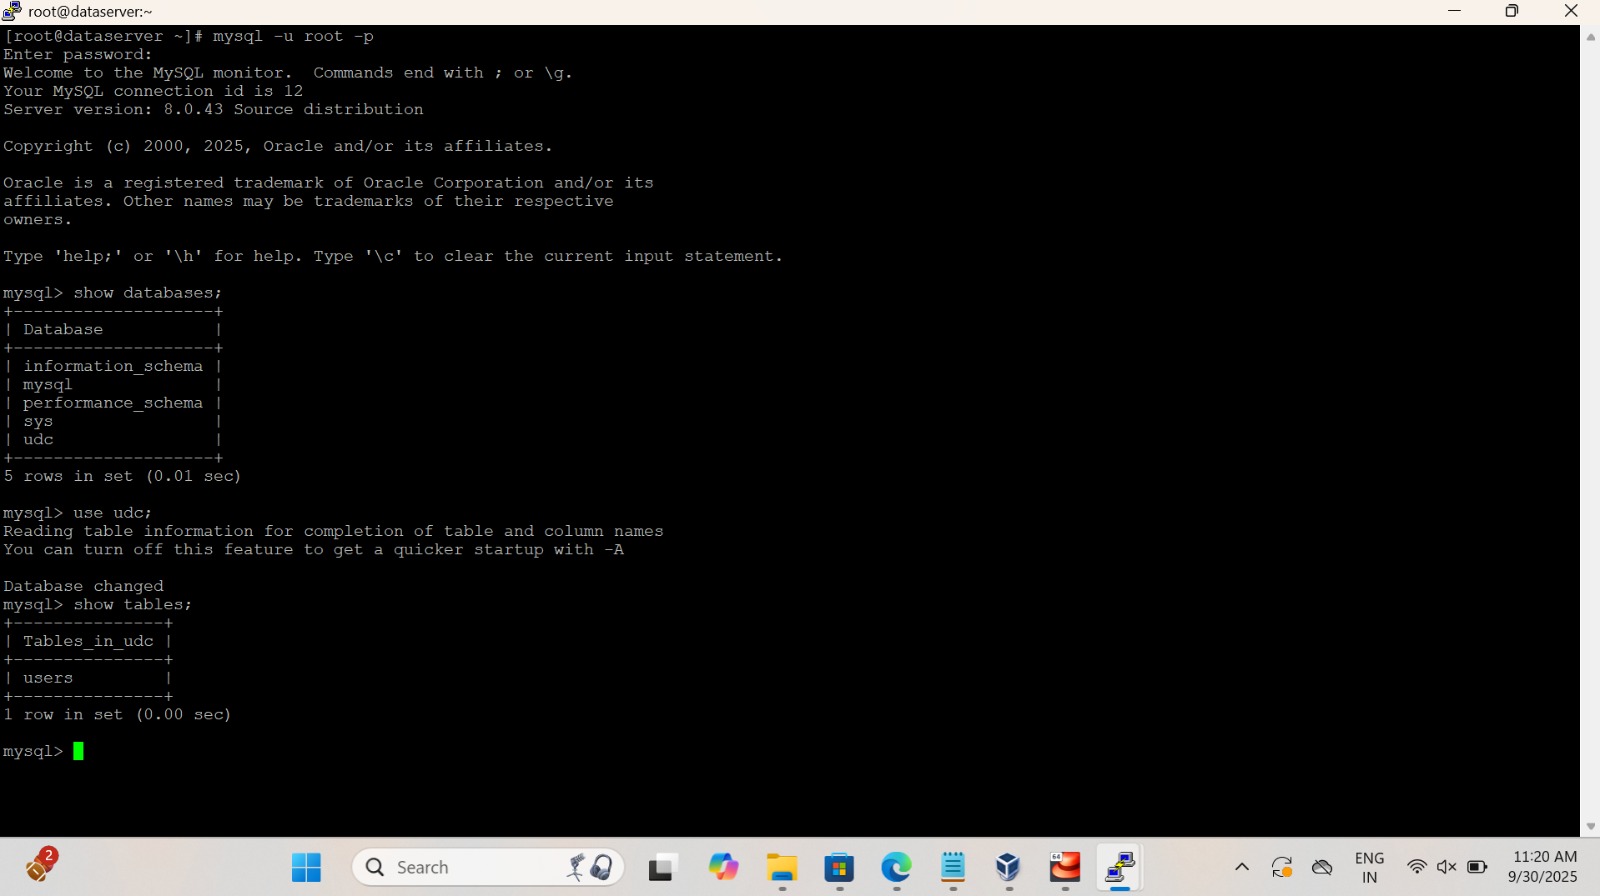 root@dataserver:~
[root@dataserver ~]# mysql -u root -p
Enter password:
Welcome to the MySQL monitor.  Commands end with ; or \g.
Your MySQL connection id is 12
Server version: 8.0.43 Source distribution

Copyright (c) 2000, 2025, Oracle and/or its affiliates.

Oracle is a registered trademark of Oracle Corporation and/or its
affiliates. Other names may be trademarks of their respective
owners.

Type 'help;' or '\h' for help. Type '\c' to clear the current input statement.

mysql> show databases;
+--------------------+
| Database           |
+--------------------+
| information_schema |
| mysql              |
| performance_schema |
| sys                |
| udc                |
+--------------------+
5 rows in set (0.01 sec)

mysql> use udc;
Reading table information for completion of table and column names
You can turn off this feature to get a quicker startup with -A

Database changed
mysql> show tables;
+---------------+
| Tables_in_udc |
+---------------+
| users         |
+---------------+
1 row in set (0.00 sec)

mysql>
2
Search
64
ENG
IN
11:20 AM
9/30/2025